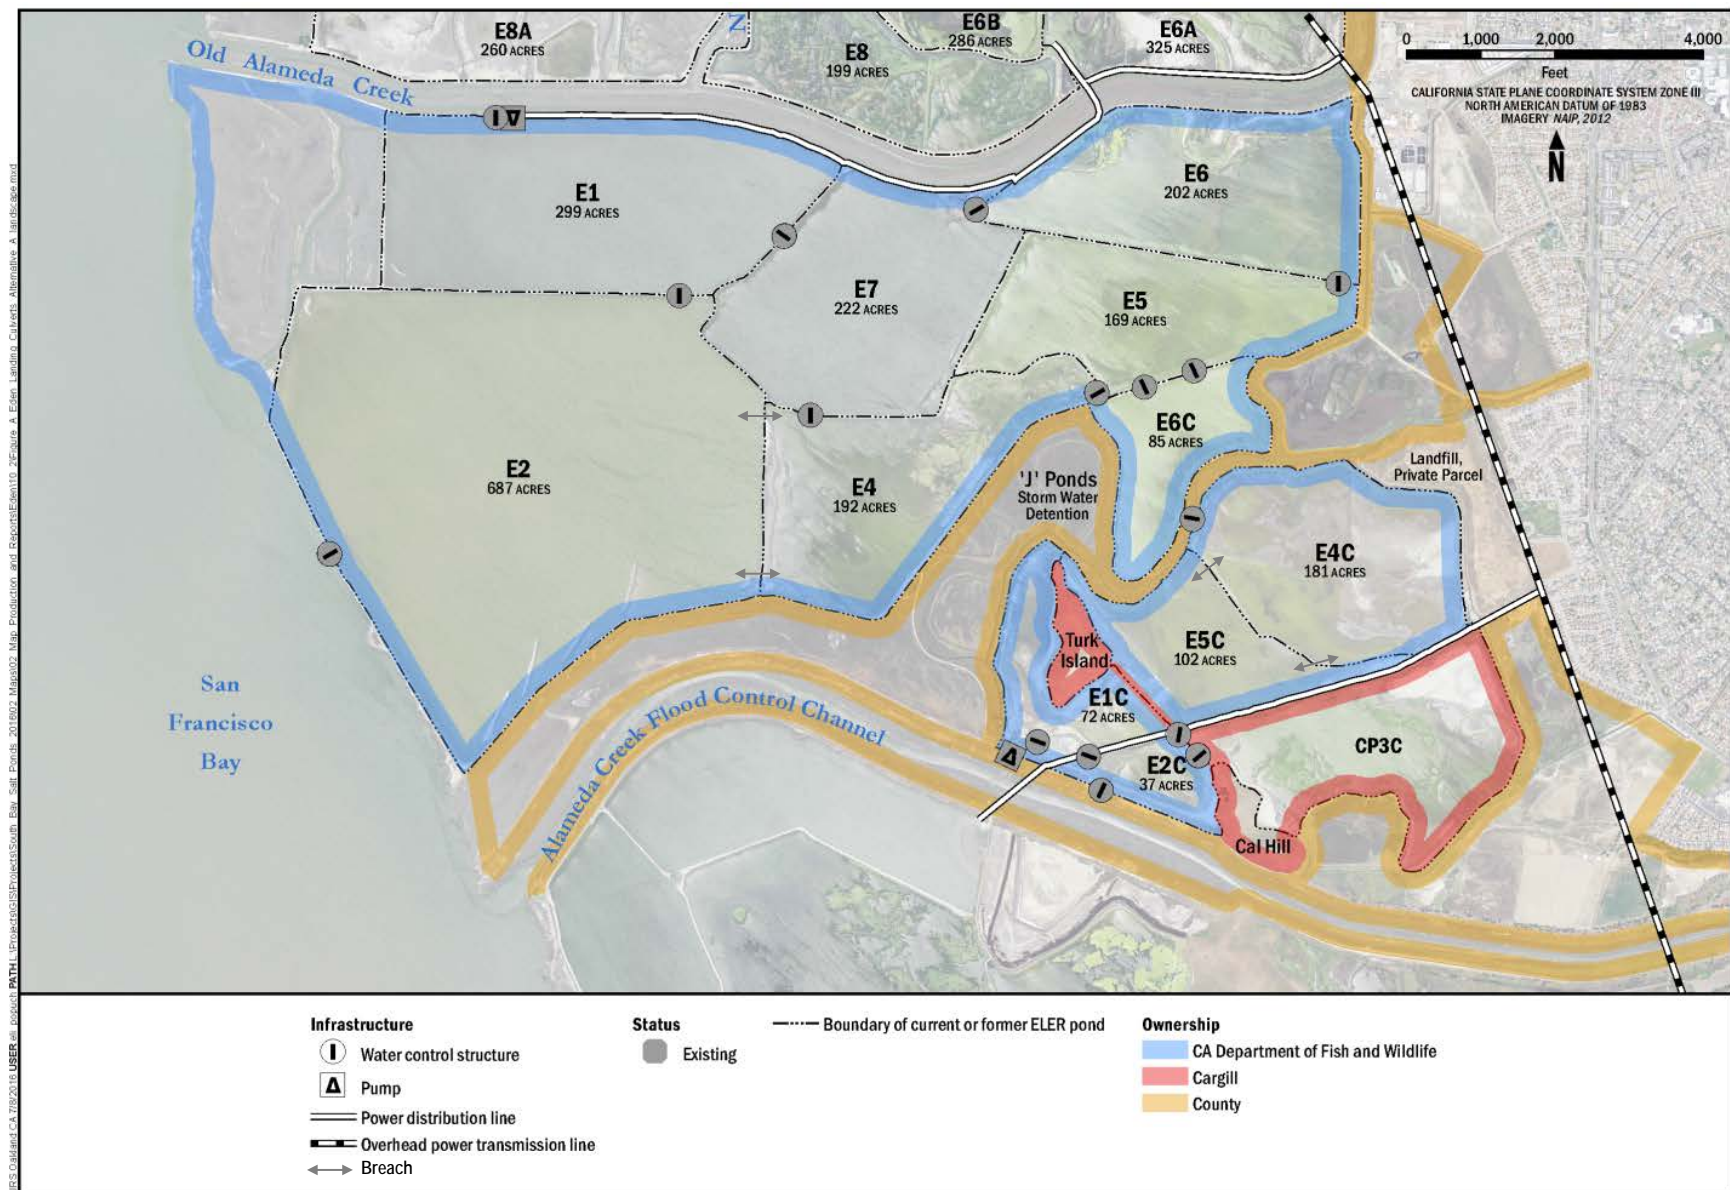 E8A
260 ACRES
E8
199 ACRES
E6B
286 ACRES
E6A
325 ACRES
0 1,000 2,000 4,000
Feet
CALIFORNIA STATE PLANE COORDINATE SYSTEM ZONE III
NORTH AMERICAN DATUM OF 1983
IMAGERY NAIP, 2012
N
Old Alameda Creek
E1
299 ACRES
E6
202 ACRES
E7
222 ACRES
E5
169 ACRES
E6C
85 ACRES
E2
687 ACRES
E4
192 ACRES
'J' Ponds
Storm Water
Detention
Landfill,
Private Parcel
E4C
181 ACRES
E5C
102 ACRES
Turk
Island
E1C
72 ACRES
San
Francisco
Bay
Alameda Creek Flood Control Channel
CP3C
E2C
37 ACRES
Cal Hill
Infrastructure
Water control structure
Pump
Power distribution line
Overhead power transmission line
Breach
Status
Existing
Boundary of current or former ELER pond
Ownership
CA Department of Fish and Wildlife
Cargill
County